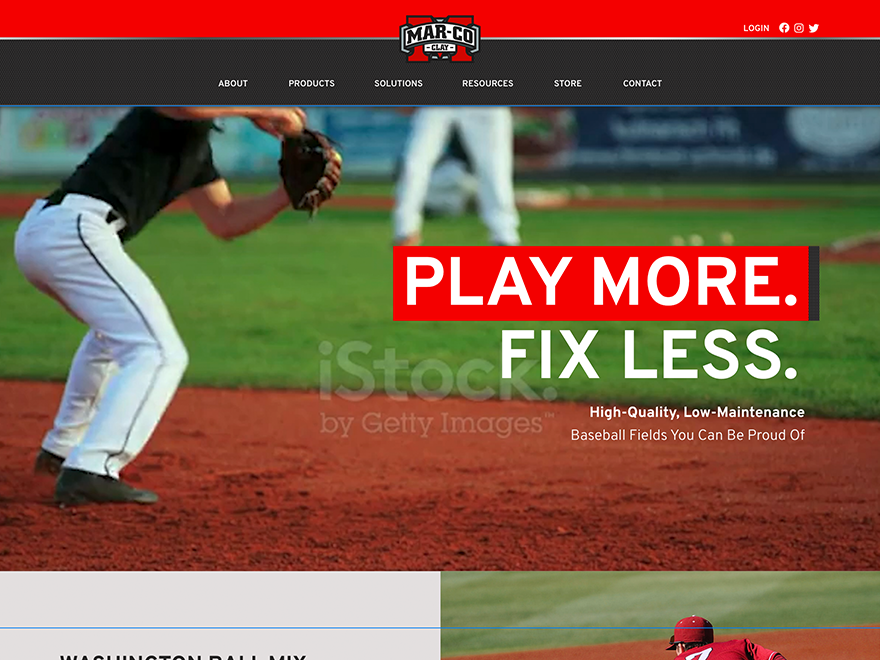 LOGIN
MAR-CO
CLAY
ABOUT PRODUCTS SOLUTIONS RESOURCES STORE CONTACT
PLAY MORE.
FIX LESS.
iStock.
by Getty Images™
High-Quality, Low-Maintenance
Baseball Fields You Can Be Proud Of
WASHINGTON BALL MIX